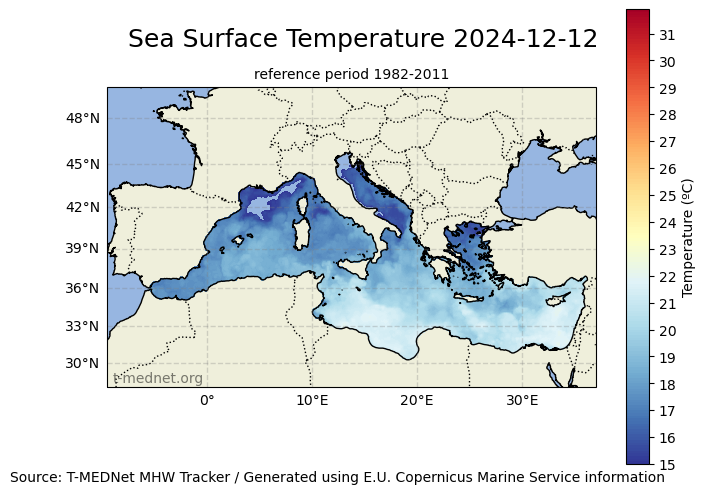 Sea Surface Temperature 2024-12-12
reference period 1982-2011
48°N
45°N
42°N
39°N
36°N
33°N
30°N
0°
10°E
20°E
30°E
t-mednet.org
31
30
29
28
27
26
25
24
23
22
21
20
19
18
17
16
15
Temperature (ºC)
Source: T-MEDNet MHW Tracker / Generated using E.U. Copernicus Marine Service information